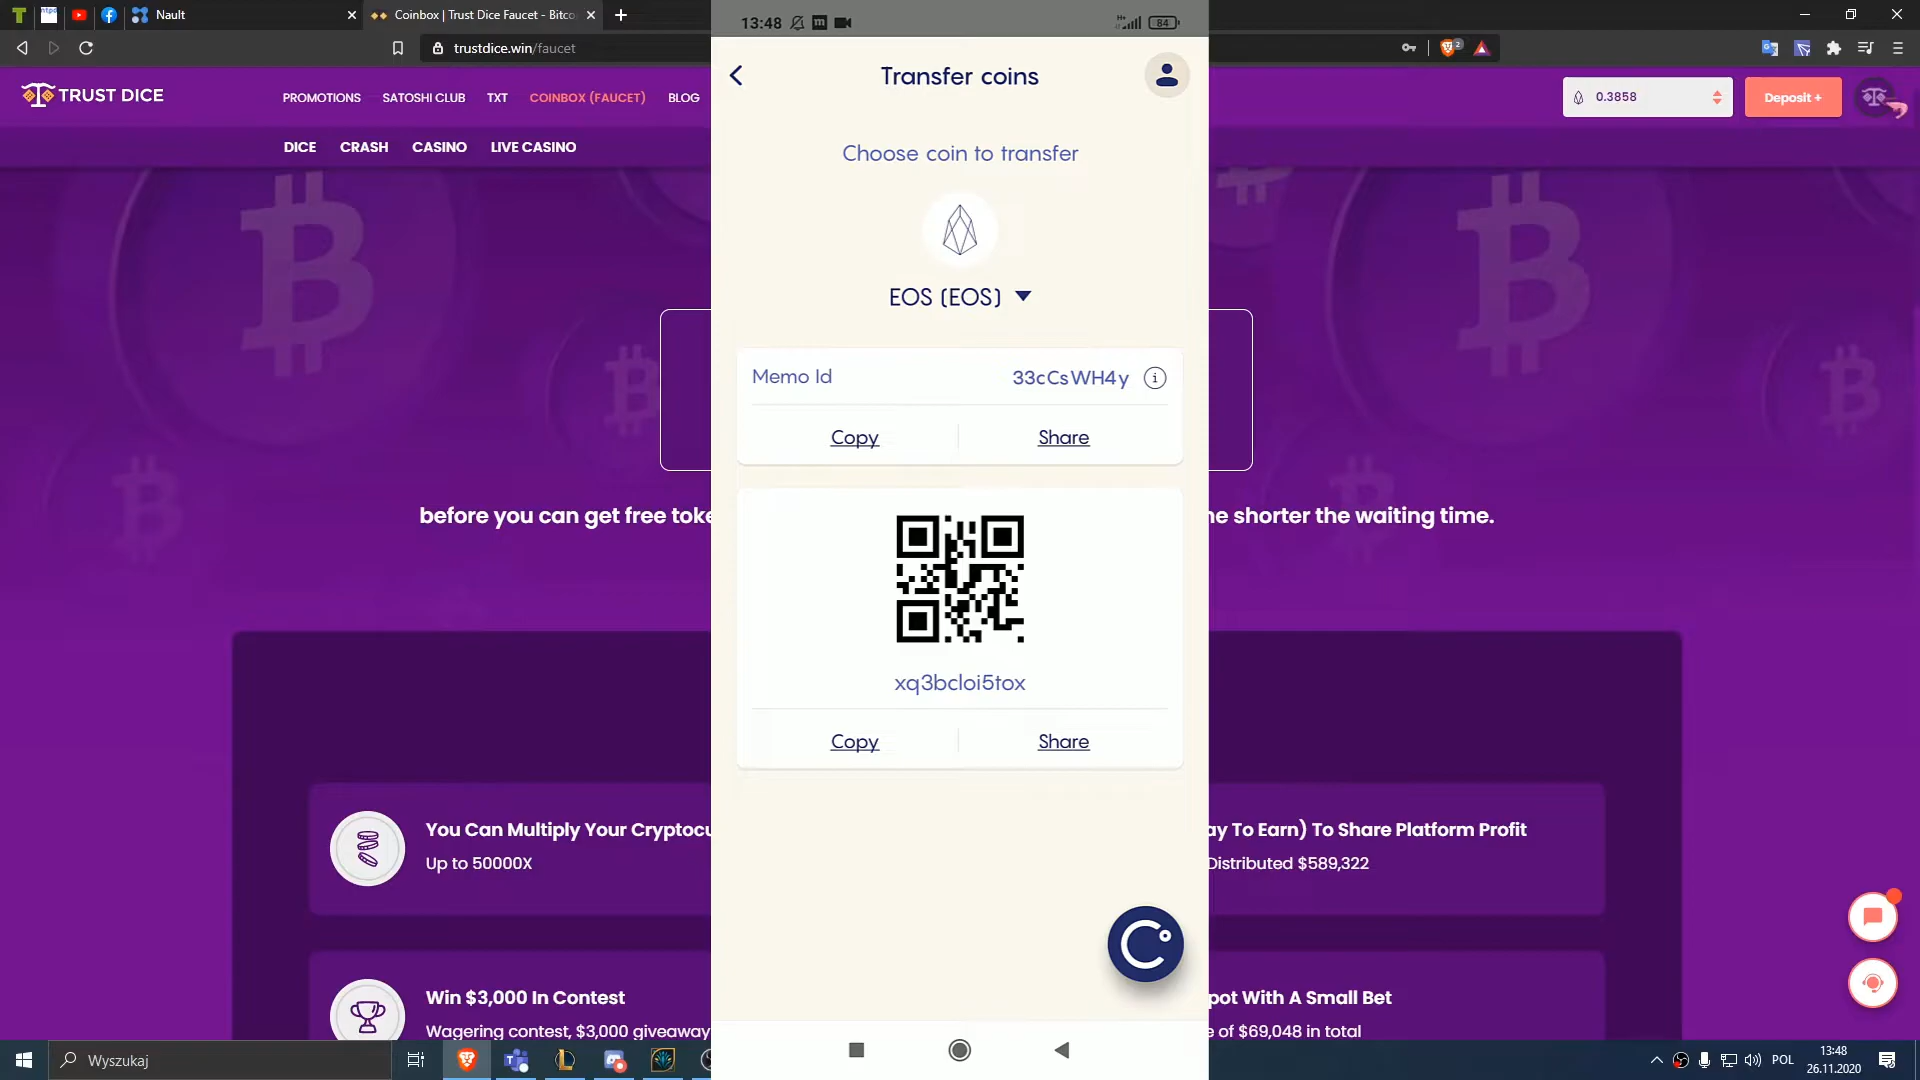 Nault
Coinbox | Trust Dice Faucet - Bitco
trustdice.win/faucet
2
13:48
84
Transfer coins
TRUST DICE
PROMOTIONS
SATOSHI CLUB
TXT
COINBOX (FAUCET)
BLOG
0.3858
Deposit +
DICE
CRASH
CASINO
LIVE CASINO
Choose coin to transfer
EOS (EOS)
Memo Id
33cCsWH4y
Copy
Share
before you can get free toke
he shorter the waiting time.
xq3bcloi5tox
Copy
Share
You Can Multiply Your Cryptocu
Up to 50000X
ay To Earn) To Share Platform Profit
Distributed $589,322
Win $3,000 In Contest
Wagering contest, $3,000 giveaway
pot With A Small Bet
e of $69,048 in total
Wyszukaj
POL
13:48
26.11.2020